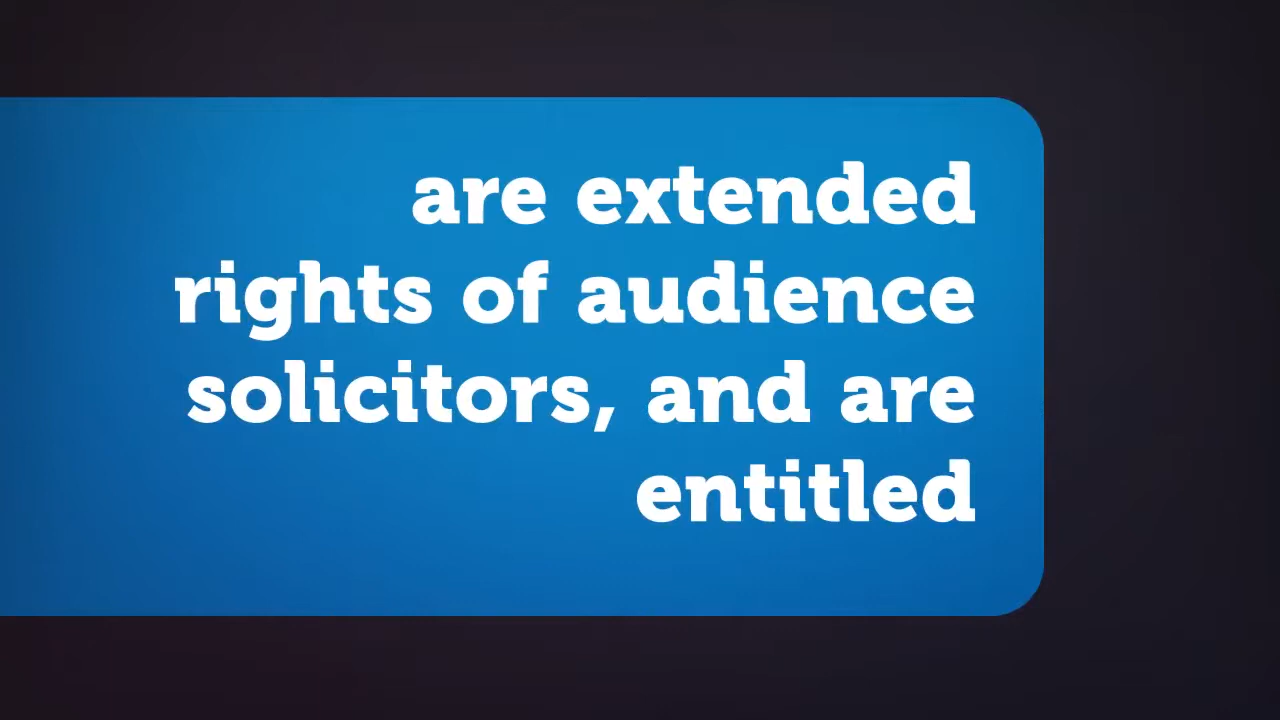 are extended
rights of audience
solicitors, and are
entitled